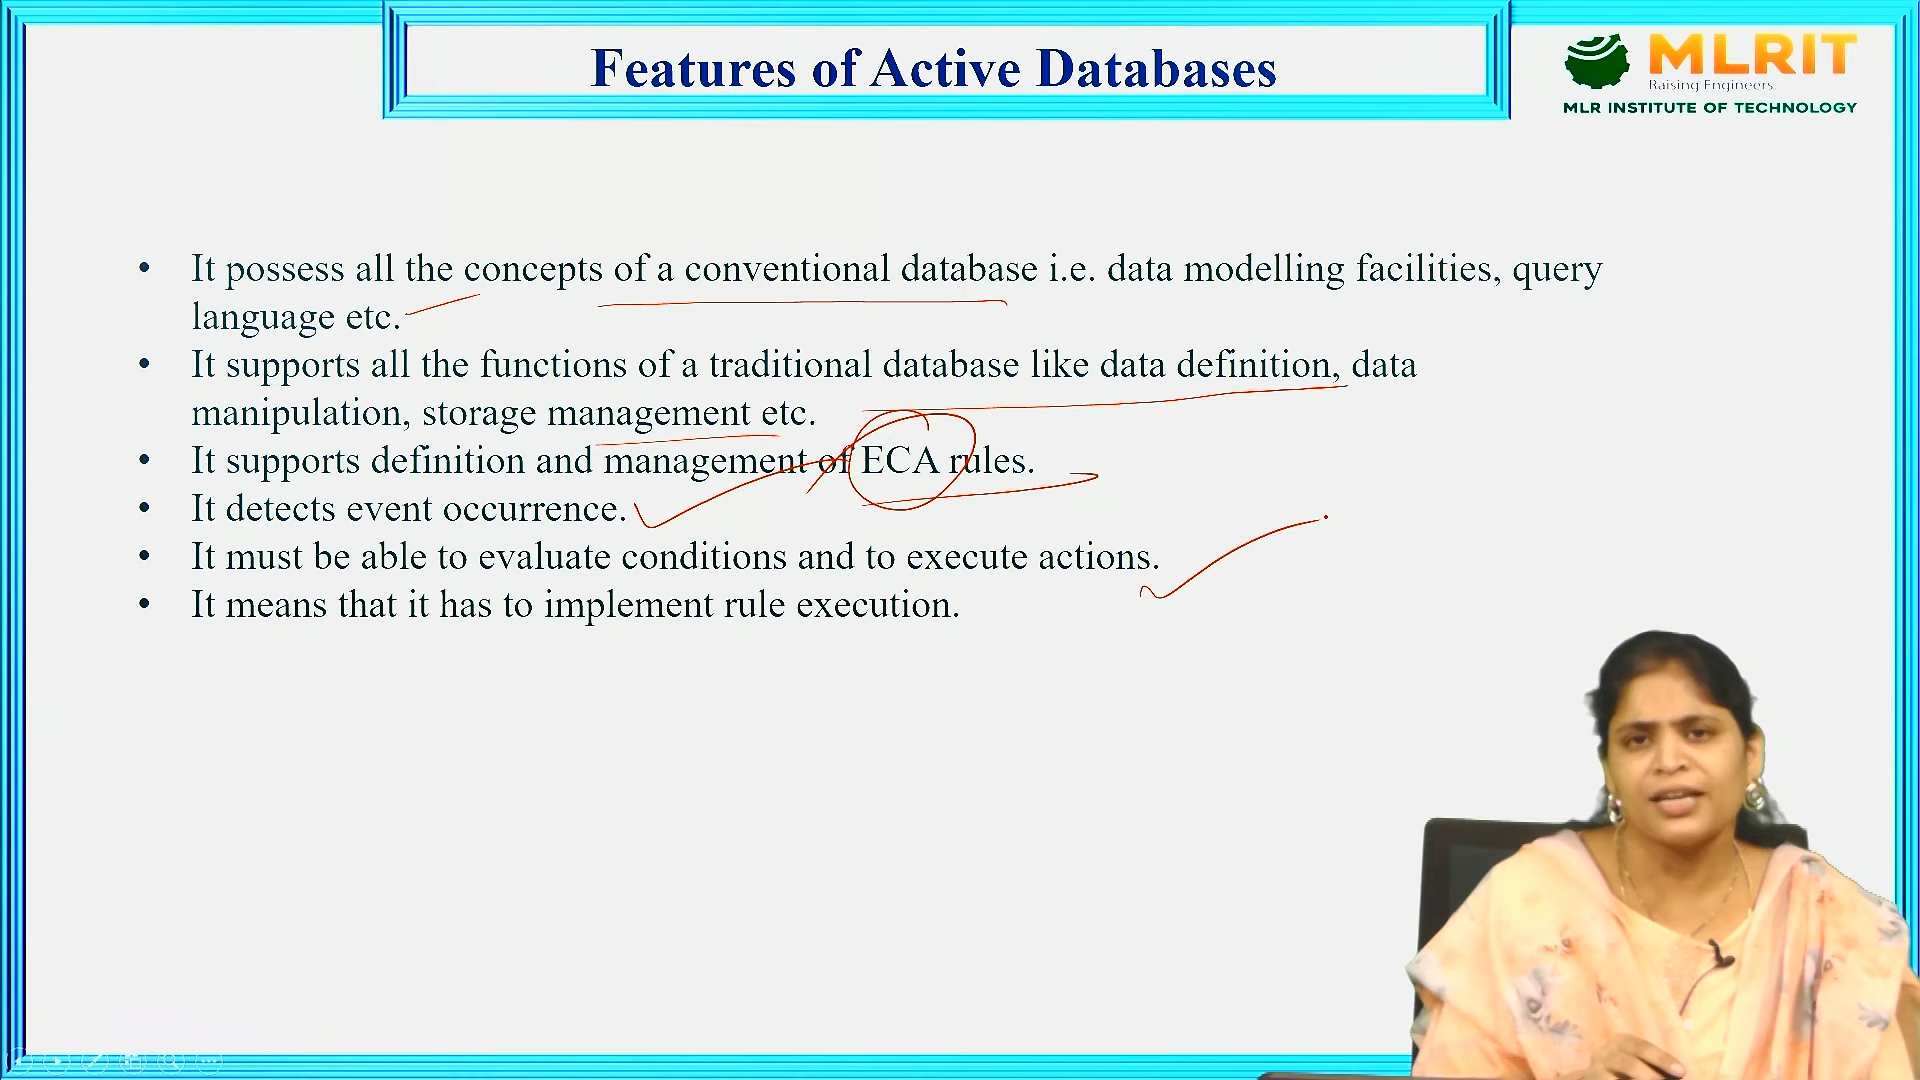 Features of Active Databases
MLRIT
Raising Engineers
MLR INSTITUTE OF TECHNOLOGY
• It possess all the concepts of a conventional database i.e. data modelling facilities, query
language etc.
• It supports all the functions of a traditional database like data definition, data
manipulation, storage management etc.
• It supports definition and management of ECA rules.
• It detects event occurrence.
• It must be able to evaluate conditions and to execute actions.
• It means that it has to implement rule execution.